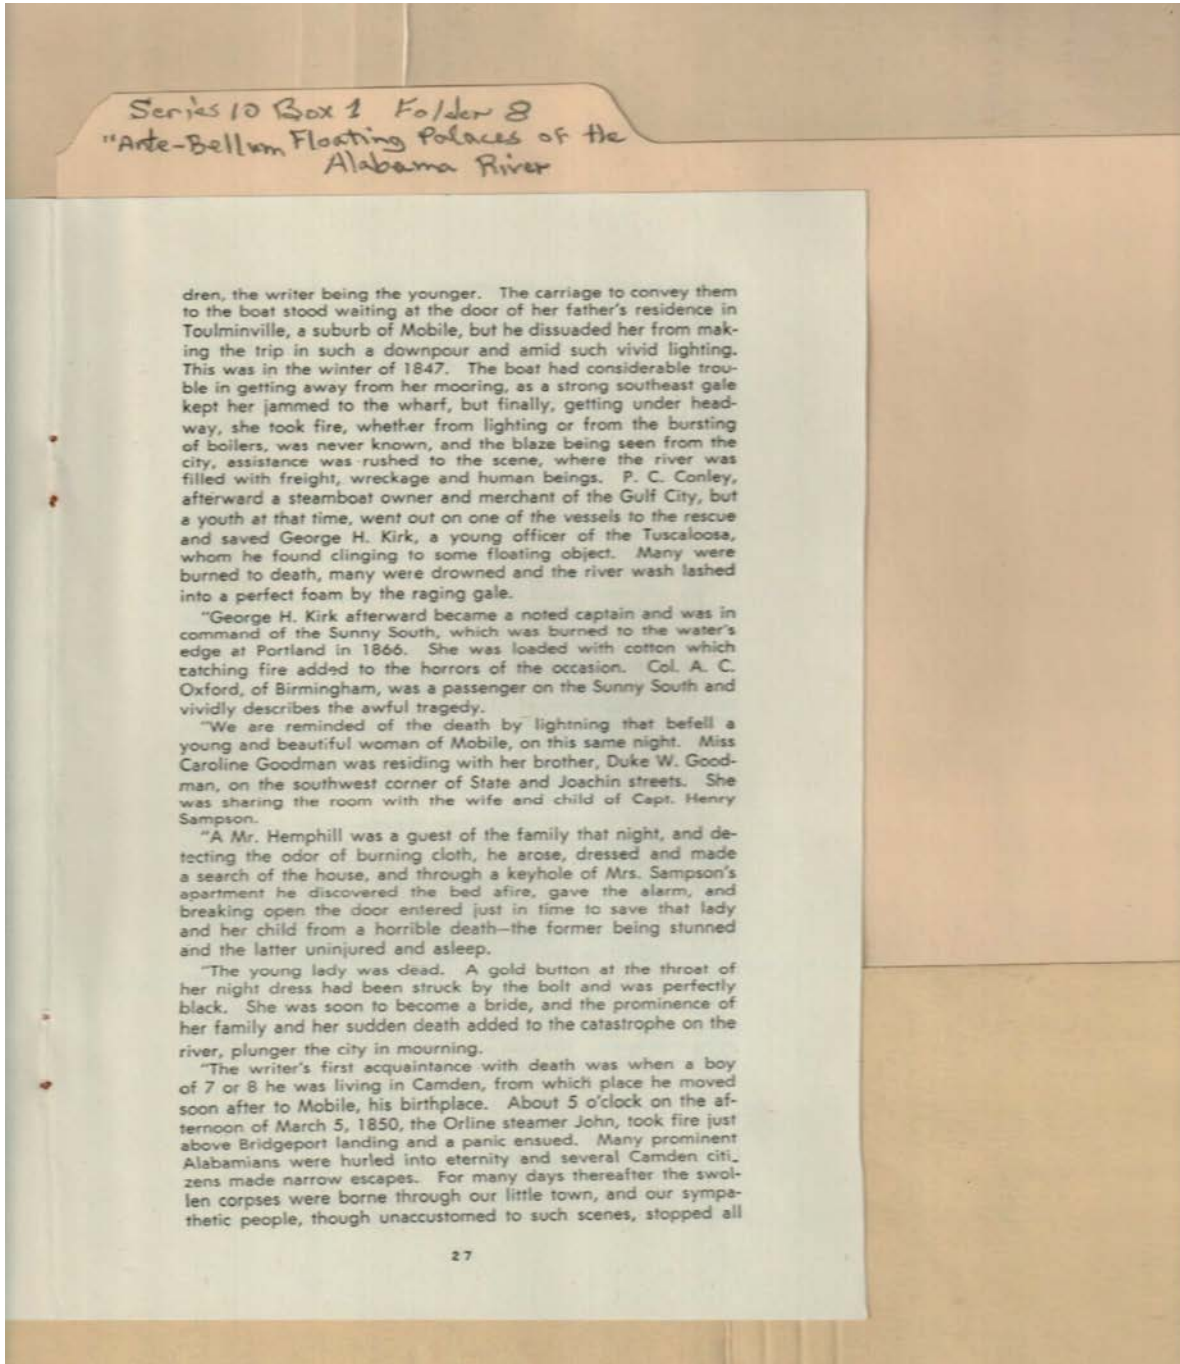 Series 10 Box 1 Folder 8
"Ante-Bellum Floating Palaces of the
Alabama River
dren, the writer being the younger. The carriage to convey them
to the boat stood waiting at the door of her father's residence in
Toulminville, a suburb of Mobile, but he dissuaded her from mak-
ing the trip in such a downpour and amid such vivid lighting.
This was in the winter of 1847. The boat had considerable trou-
ble in getting away from her mooring, as a strong southeast gale
kept her jammed to the wharf, but finally, getting under head-
way, she took fire, whether from lighting or from the bursting
of boilers, was never known, and the blaze being seen from the
city, assistance was rushed to the scene, where the river was
filled with freight, wreckage and human beings. P. C. Conley,
afterward a steamboat owner and merchant of the Gulf City, but
a youth at that time, went out on one of the vessels to the rescue
and saved George H. Kirk, a young officer of the Tuscaloosa,
whom he found clinging to some floating object. Many were
burned to death, many were drowned and the river wash lashed
into a perfect foam by the raging gale.
"George H. Kirk afterward became a noted captain and was in
command of the Sunny South, which was burned to the water's
edge at Portland in 1866. She was loaded with cotton which
catching fire added to the horrors of the occasion. Col. A. C.
Oxford, of Birmingham, was a passenger on the Sunny South and
vividly describes the awful tragedy.
"We are reminded of the death by lightning that befell a
young and beautiful woman of Mobile, on this same night. Miss
Caroline Goodman was residing with her brother, Duke W. Good-
man, on the southwest corner of State and Joachin streets. She
was sharing the room with the wife and child of Capt. Henry
Sampson.
"A Mr. Hemphill was a guest of the family that night, and de-
tecting the odor of burning cloth, he arose, dressed and made
a search of the house, and through a keyhole of Mrs. Sampson's
apartment he discovered the bed afire, gave the alarm, and
breaking open the door entered just in time to save that lady
and her child from a horrible death—the former being stunned
and the latter uninjured and asleep.
"The young lady was dead. A gold button at the throat of
her night dress had been struck by the bolt and was perfectly
black. She was soon to become a bride, and the prominence of
her family and her sudden death added to the catastrophe on the
river, plunger the city in mourning.
"The writer's first acquaintance with death was when a boy
of 7 or 8 he was living in Camden, from which place he moved
soon after to Mobile, his birthplace. About 5 o'clock on the af-
ternoon of March 5, 1850, the Orline steamer John, took fire just
above Bridgeport landing and a panic ensued. Many prominent
Alabamians were hurled into eternity and several Camden citi-
zens made narrow escapes. For many days thereafter the swol-
len corpses were borne through our little town, and our sympa-
thetic people, though unaccustomed to such scenes, stopped all
27